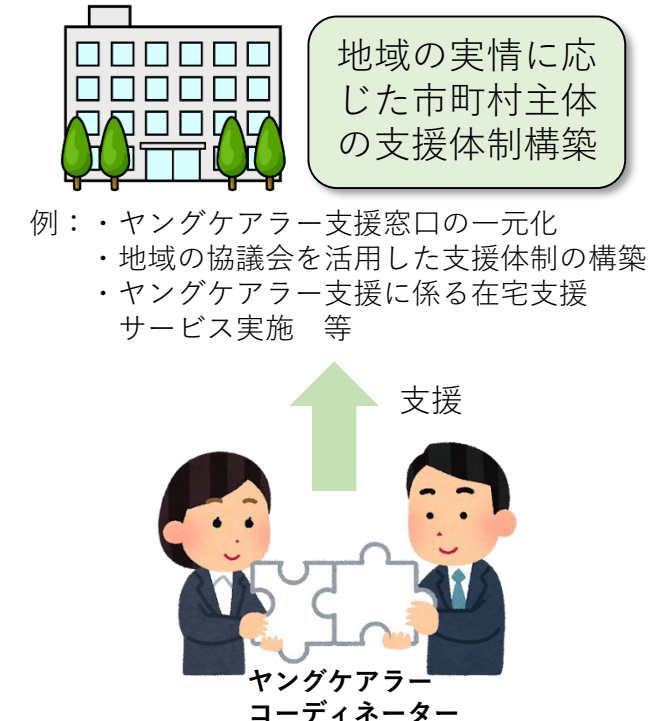 地域の実情に応
じた市町村主体
の支援体制構築
例：・ヤングケアラー支援窓口の一元化
・地域の協議会を活用した支援体制の構築
・ヤングケアラー支援に係る在宅支援
サービス実施　等
支援
ヤングケアラー
コーディネーター